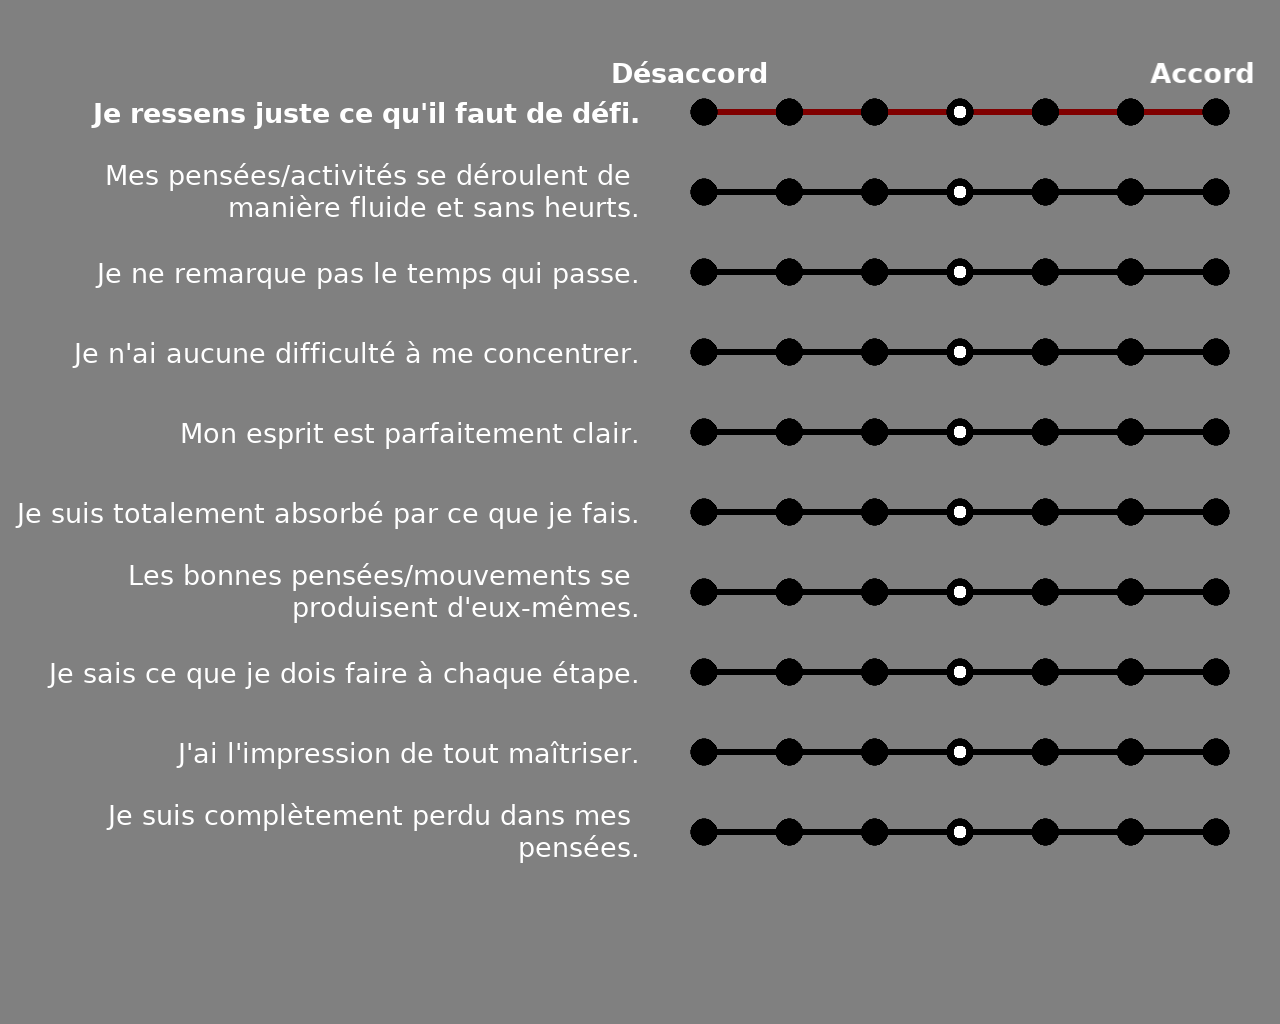 Désaccord Accord
Je ressens juste ce qu'il faut de défi.
Mes pensées/activités se déroulent de
manière fluide et sans heurts.
Je ne remarque pas le temps qui passe.
Je n'ai aucune difficulté à me concentrer.
Mon esprit est parfaitement clair.
Je suis totalement absorbé par ce que je fais.
Les bonnes pensées/mouvements se
produisent d'eux-mêmes.
Je sais ce que je dois faire à chaque étape.
J'ai l'impression de tout maîtriser.
Je suis complètement perdu dans mes
pensées.